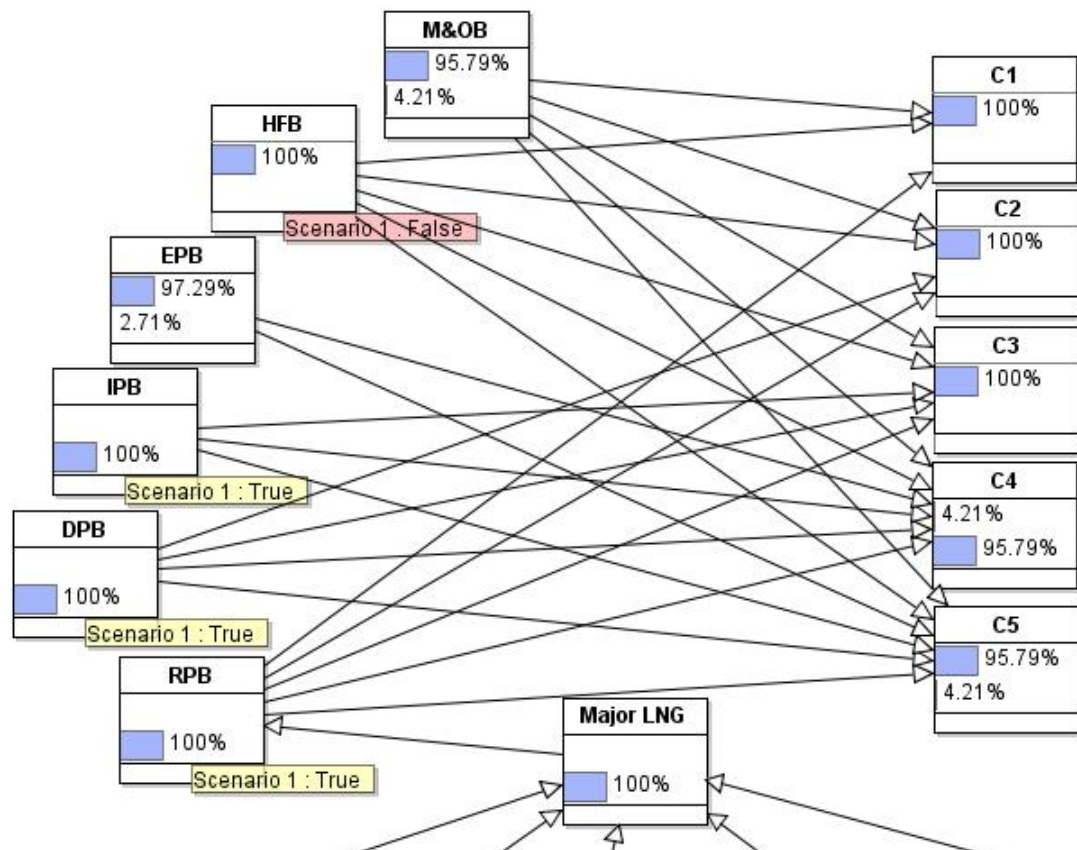 M&OB
95.79%
4.21%
HFB
100%
Scenario 1 : False
EPB
97.29%
2.71%
IPB
100%
Scenario 1 : True
DPB
100%
Scenario 1 : True
RPB
100%
Scenario 1 : True
Major LNG
100%
C1
100%
C2
100%
C3
100%
C4
4.21%
95.79%
C5
95.79%
4.21%